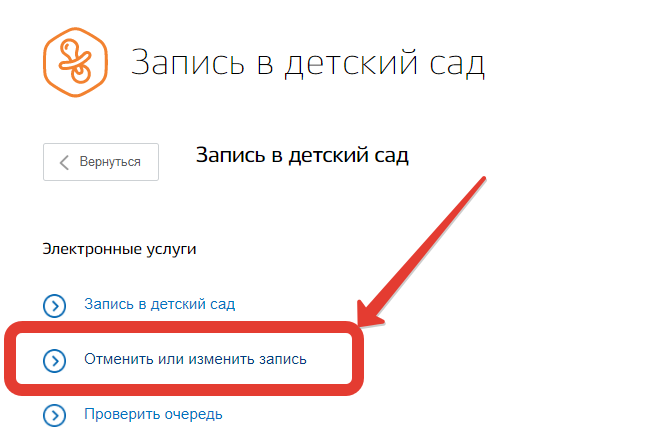 Запись в детский сад
Вернуться
Запись в детский сад
Электронные услуги
Запись в детский сад
Отменить или изменить запись
Проверить очередь